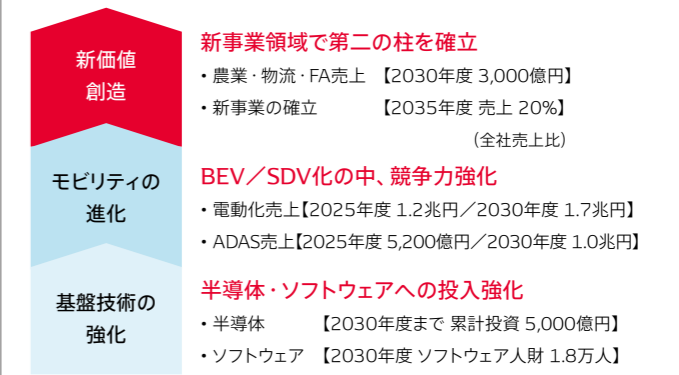 新価値
創造
新事業領域で第二の柱を確立
・農業・物流・FA売上 【2030年度 3,000億円】
・新事業の確立 【2035年度 売上 20%】
（全社売上比）
モビリティの
進化
BEV／SDV化の中、競争力強化
・電動化売上【2025年度 1.2兆円／2030年度 1.7兆円】
・ADAS売上【2025年度 5,200億円／2030年度 1.0兆円】
基盤技術の
強化
半導体・ソフトウェアへの投入強化
・半導体 【2030年度まで 累計投資 5,000億円】
・ソフトウェア 【2030年度 ソフトウェア人財 1.8万人】